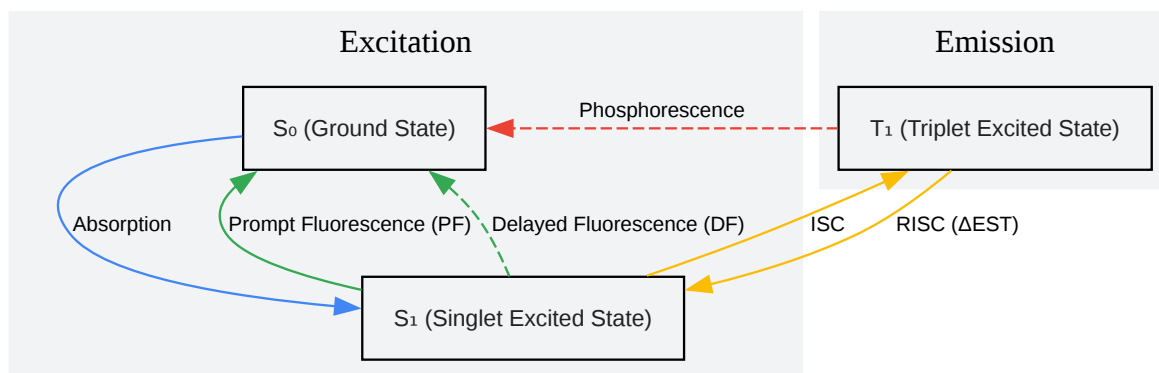 Excitation
Emission
S₀ (Ground State)
Phosphorescence
T₁ (Triplet Excited State)
Absorption
Prompt Fluorescence (PF)
Delayed Fluorescence (DF)
ISC
RISC (ΔEST)
S₁ (Singlet Excited State)